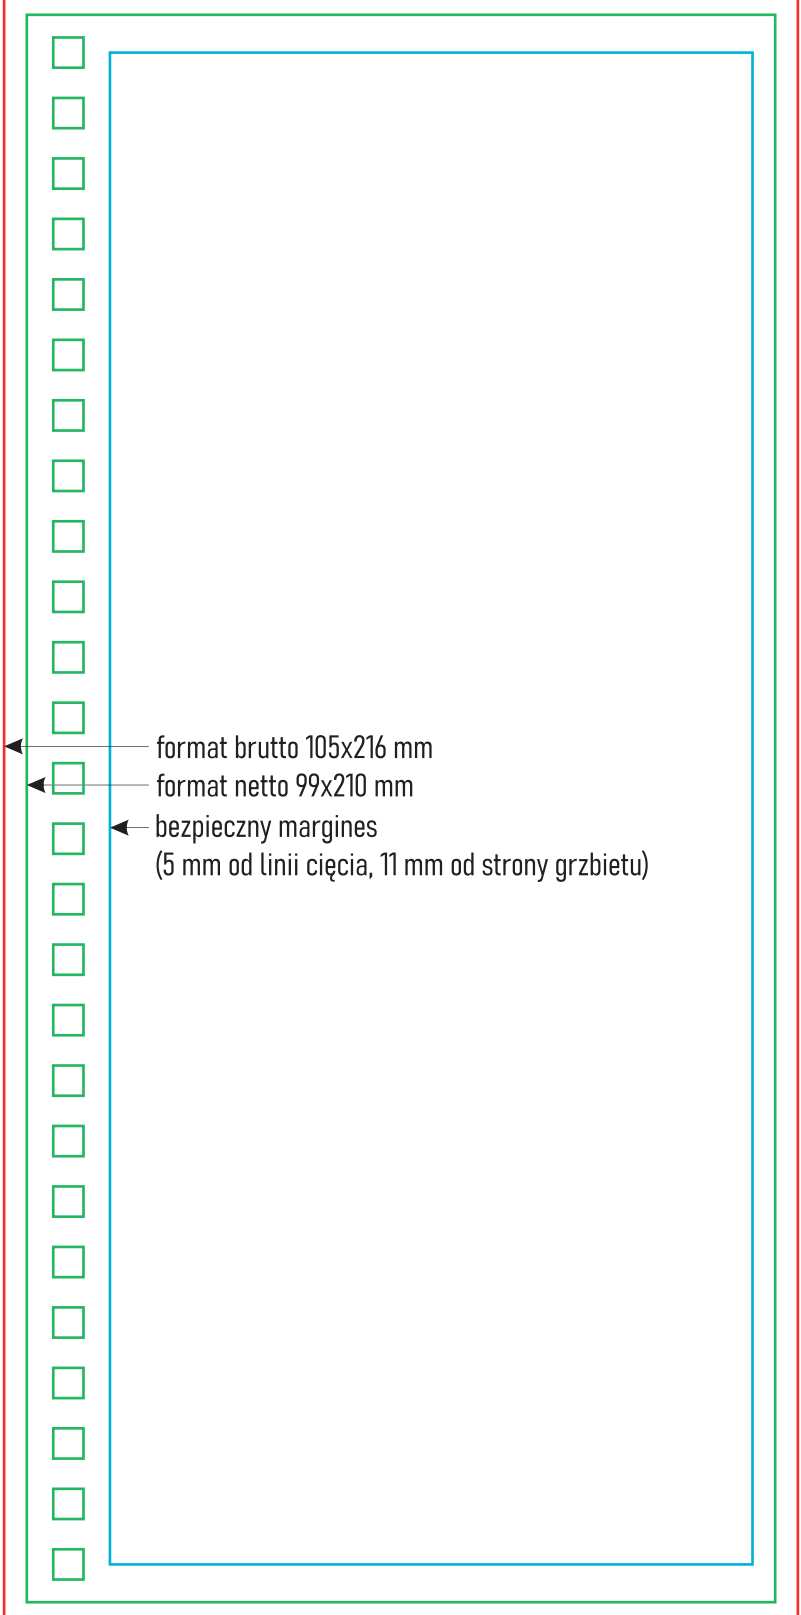 format brutto 105x216 mm
format netto 99x210 mm
bezpieczny margines
(5 mm od linii cięcia, 11 mm od strony grzbietu)